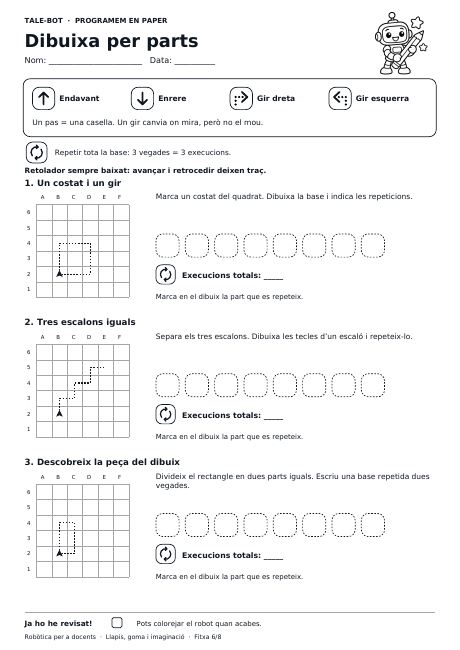 TALE-BOT · PROGRAMEM EN PAPER
Dibuixa per parts
Nom: ____________________ Data: _________
Endavant
Enrere
Gir dreta
Gir esquerra
Un pas = una casella. Un gir canvia on mira, però no el mou.
Repetir tota la base: 3 vegades = 3 execucions.
Retolador sempre baixat: avançar i retrocedir deixen traç.
1. Un costat i un gir
A B C D E F
6
5
4
3
2
1
Marca un costat del quadrat. Dibuixa la base i indica les repeticions.
Execucions totals: _____
Marca en el dibuix la part que es repeteix.
2. Tres escalons iguals
A B C D E F
6
5
4
3
2
1
Separa els tres escalons. Dibuixa les tecles d’un escaló i repeteix-lo.
Execucions totals: _____
Marca en el dibuix la part que es repeteix.
3. Descobreix la peça del dibuix
A B C D E F
6
5
4
3
2
1
Divideix el rectangle en dues parts iguals. Escriu una base repetida dues
vegades.
Execucions totals: _____
Marca en el dibuix la part que es repeteix.
Ja ho he revisat!
Pots colorejar el robot quan acabes.
Robòtica per a docents · Llapis, goma i imaginació · Fitxa 6/8